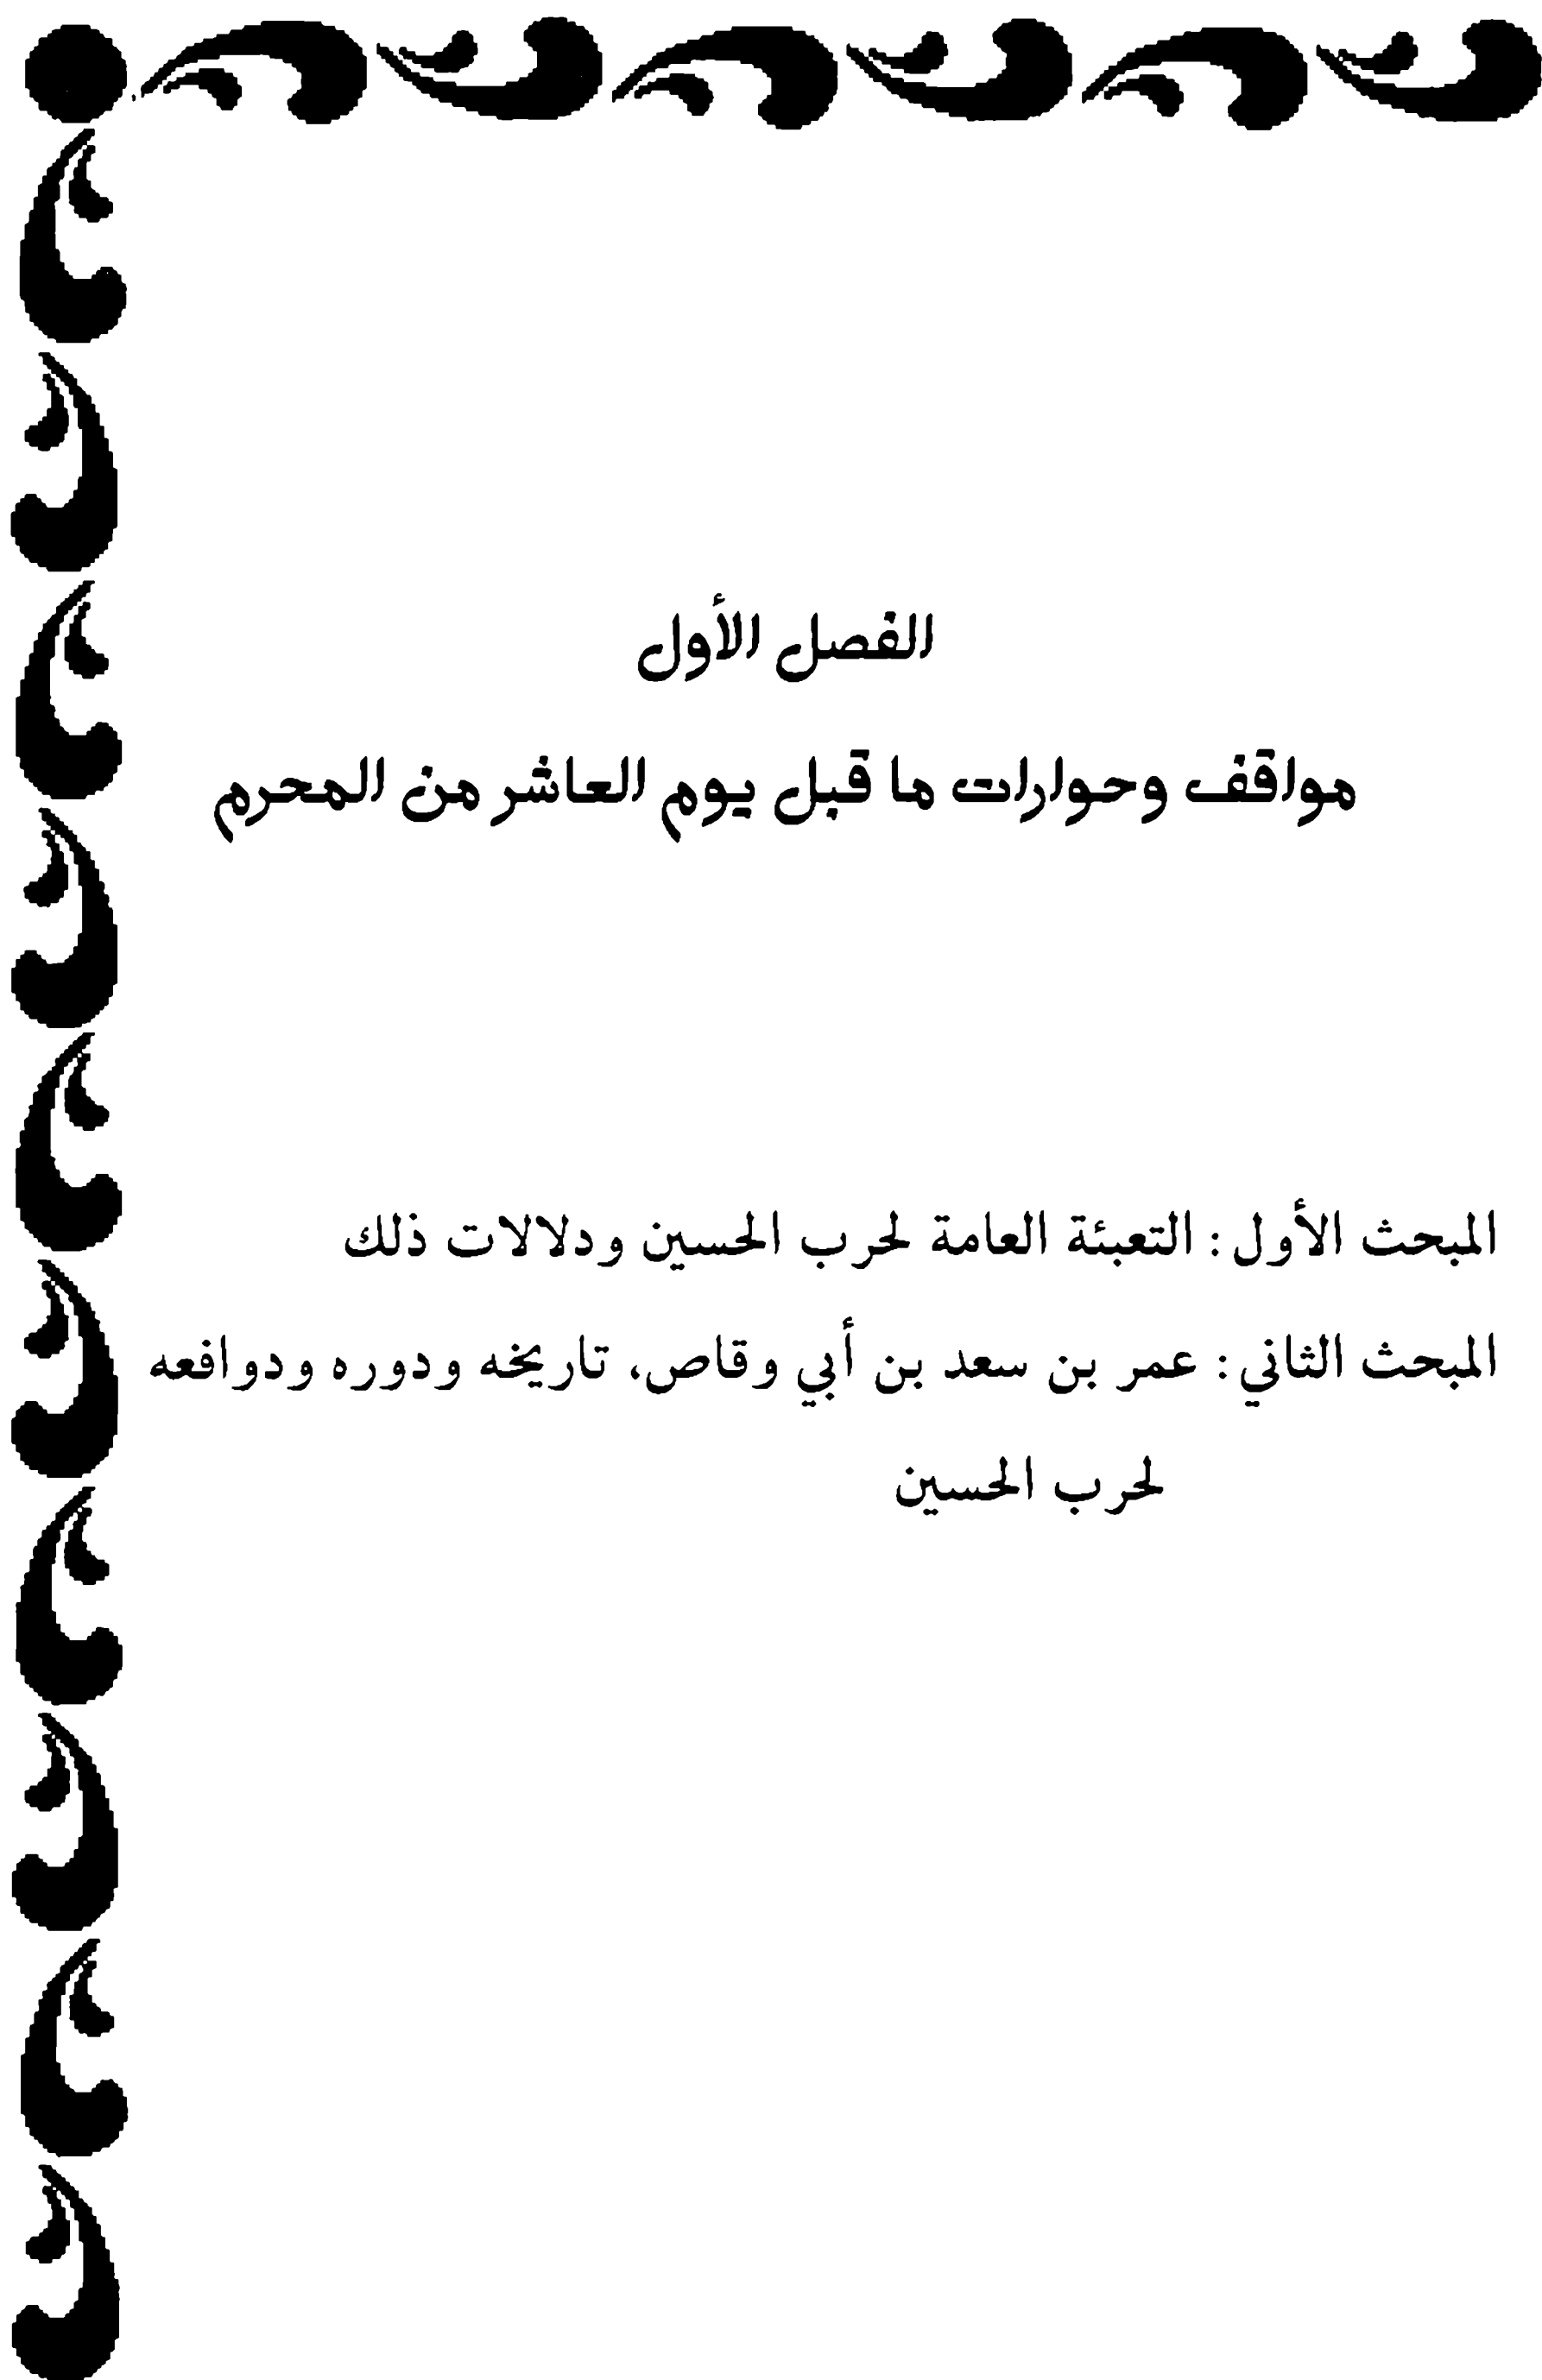 الفصل الأول
مواقف وحوارات ما قبل يوم العاشر من المحرم
المبحث الأول: التعبئة العامة لحرب الحسين ودلالات ذلك
المبحث الثاني: عمر بن سعد بن أبي وقاص، تاريخه ودوره ودوافعه
لحرب الحسين